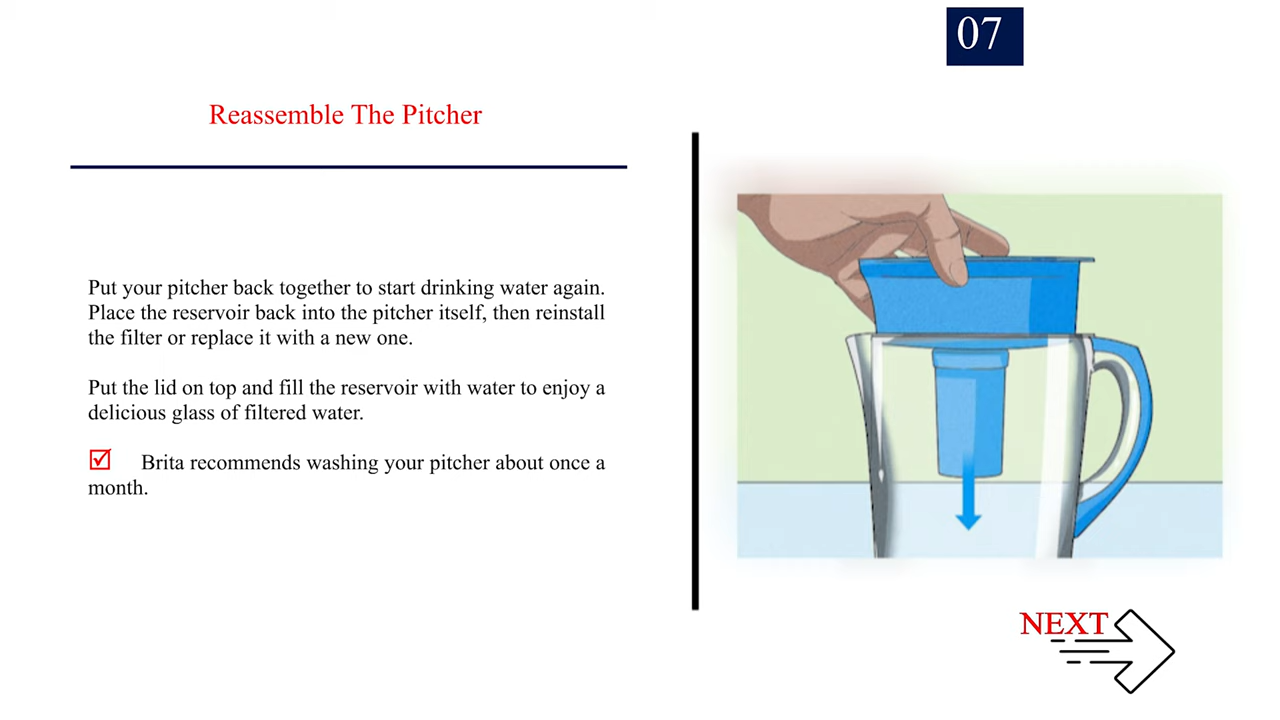 07
Reassemble The Pitcher
Put your pitcher back together to start drinking water again.
Place the reservoir back into the pitcher itself, then reinstall
the filter or replace it with a new one.
Put the lid on top and fill the reservoir with water to enjoy a
delicious glass of filtered water.
☑ Brita recommends washing your pitcher about once a
month.
NEXT